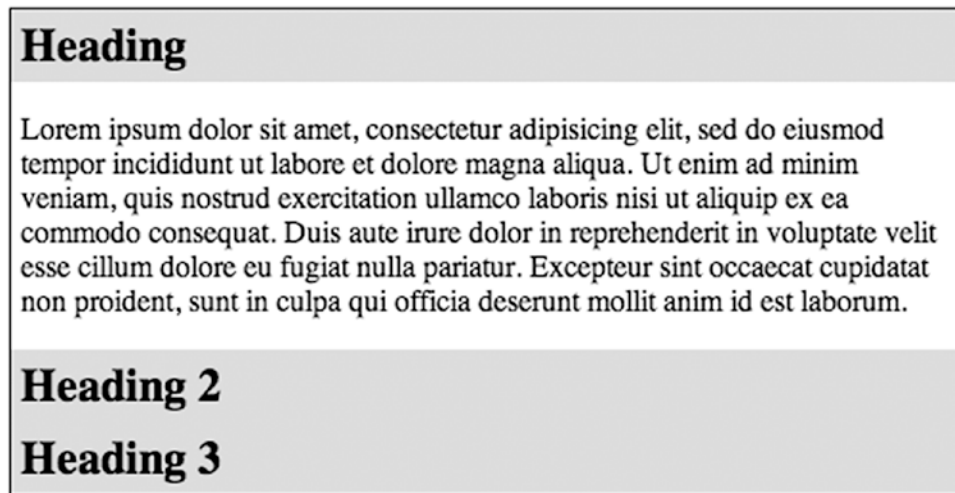 Heading
Lorem ipsum dolor sit amet, consectetur adipisicing elit, sed do eiusmod
tempor incididunt ut labore et dolore magna aliqua. Ut enim ad minim
veniam, quis nostrud exercitation ullamco laboris nisi ut aliquip ex ea
commodo consequat. Duis aute irure dolor in reprehenderit in voluptate velit
esse cillum dolore eu fugiat nulla pariatur. Excepteur sint occaecat cupidatat
non proident, sunt in culpa qui officia deserunt mollit anim id est laborum.
Heading 2
Heading 3